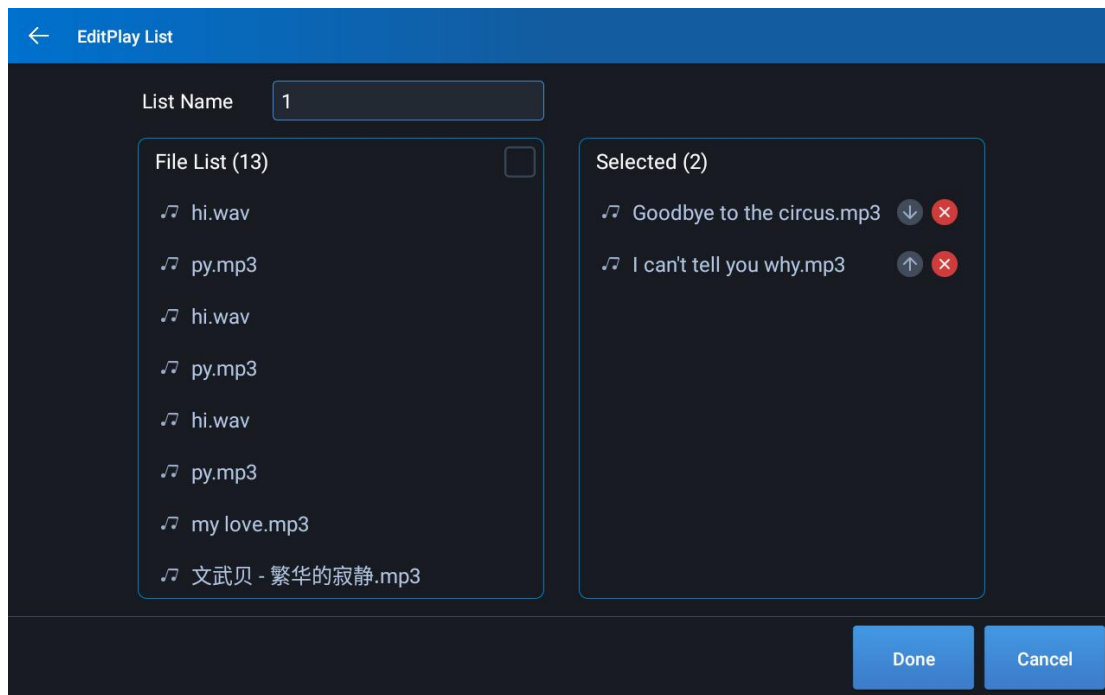 EditPlay List
List Name 1
File List (13)
hi.wav
py.mp3
hi.wav
py.mp3
hi.wav
py.mp3
my love.mp3
文武贝 - 繁华的寂静.mp3
Selected (2)
Goodbye to the circus.mp3
I can't tell you why.mp3
Done
Cancel